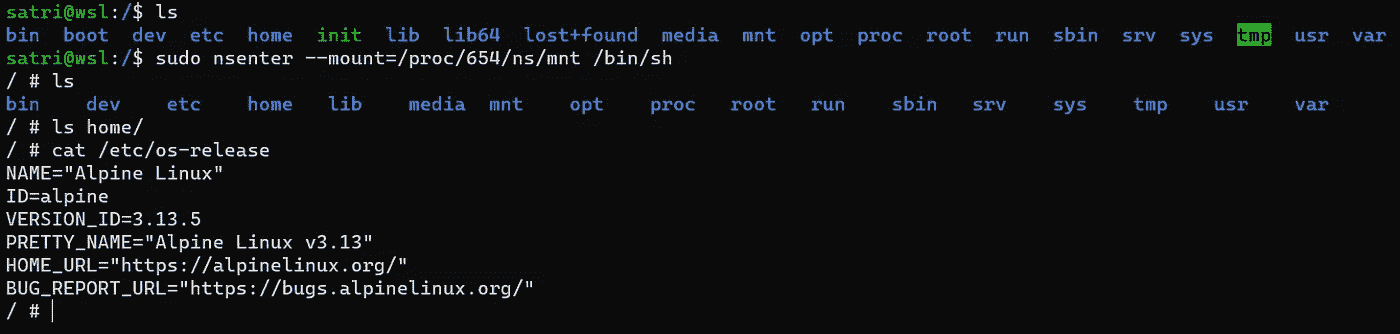 satri@wsl:/$ ls
bin boot dev etc home init lib lib64 lost+found media mnt opt proc root run sbin srv sys tmp usr var
satri@wsl:/$ sudo nsenter --mount=/proc/654/ns/mnt /bin/sh
/ # ls
bin dev etc home lib media mnt opt proc root run sbin srv sys tmp usr var
/ # ls home/
/ # cat /etc/os-release
NAME="Alpine Linux"
ID=alpine
VERSION_ID=3.13.5
PRETTY_NAME="Alpine Linux v3.13"
HOME_URL="https://alpinelinux.org/"
BUG_REPORT_URL="https://bugs.alpinelinux.org/"
/ #